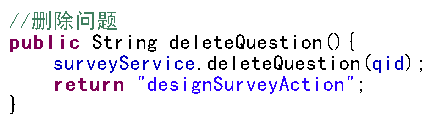 //删除问题
public String deleteQuestion(){
    surveyService.deleteQuestion(qid);
    return "designSurveyAction";
}